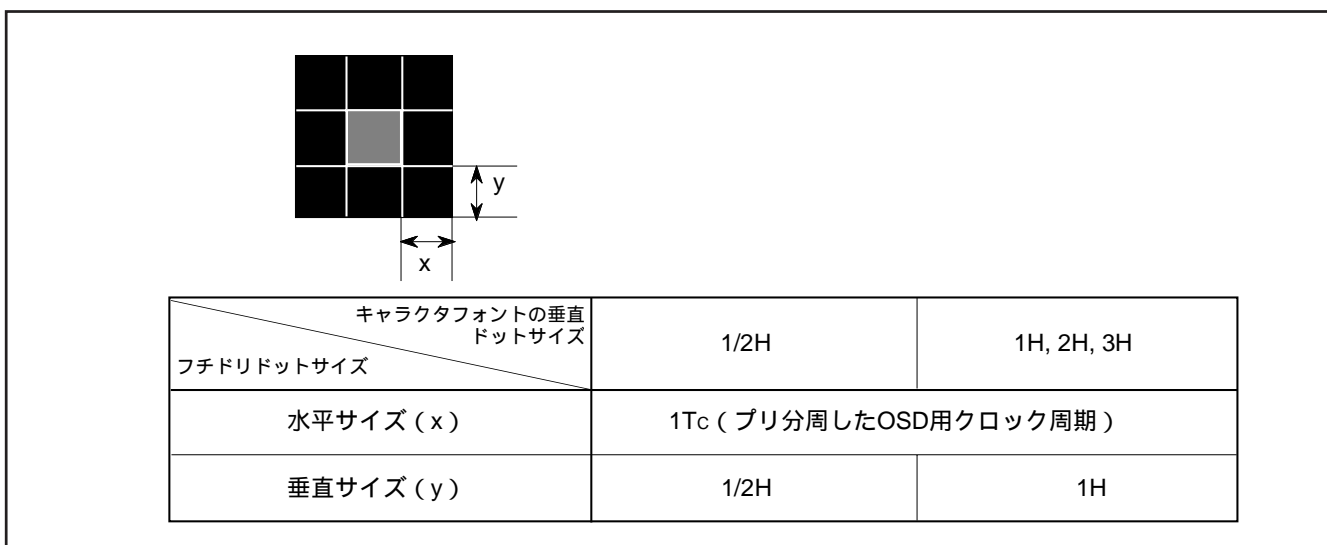 y
x
キャラクタフォントの垂直
ドットサイズ
フチドリドットサイズ
1/2H
1H, 2H, 3H
水平サイズ（x）
1Tc（プリ分周したOSD用クロック周期）
垂直サイズ（y）
1/2H
1H